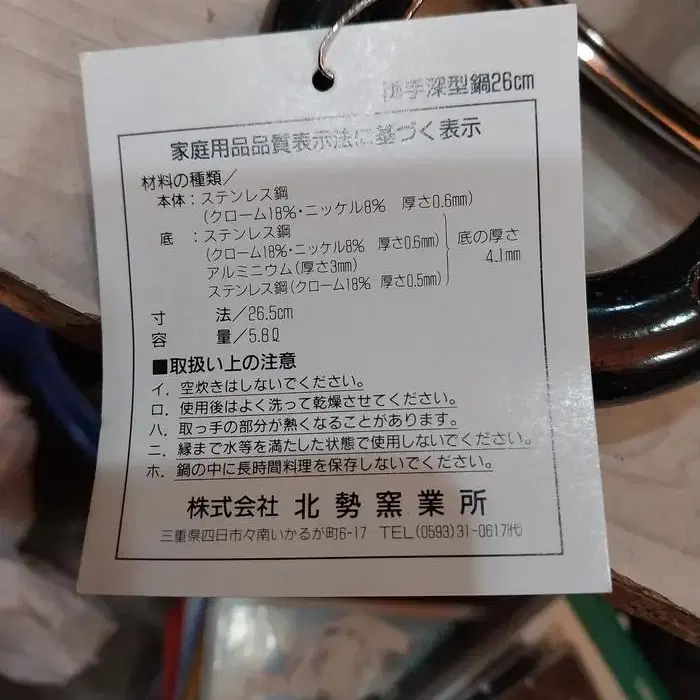 両手深型鍋26cm
家庭用品品質表示法に基づく表示
材料の種類/
本体:ステンレス鋼
(クローム18%・ニッケル8% 厚さ0.6mm)
底 :ステンレス鋼
(クローム18%・ニッケル8% 厚さ0.6mm)
アルミニウム(厚さ3mm)
ステンレス鋼(クローム18% 厚さ0.5mm)
底の厚さ
4.1mm
寸 法/26.5cm
容 量/5.8ℓ
■取扱い上の注意
イ.空炊きはしないでください。
ロ.使用後はよく洗って乾燥させてください。
ハ.取っ手の部分が熱くなることがあります。
ニ.縁まで水等を満たした状態で使用しないでください。
ホ.鍋の中に長時間料理を保存しないでください。
株式会社 北勢窯業所
三重県四日市々南いかるが町6-17 TEL(0593)31-0617代